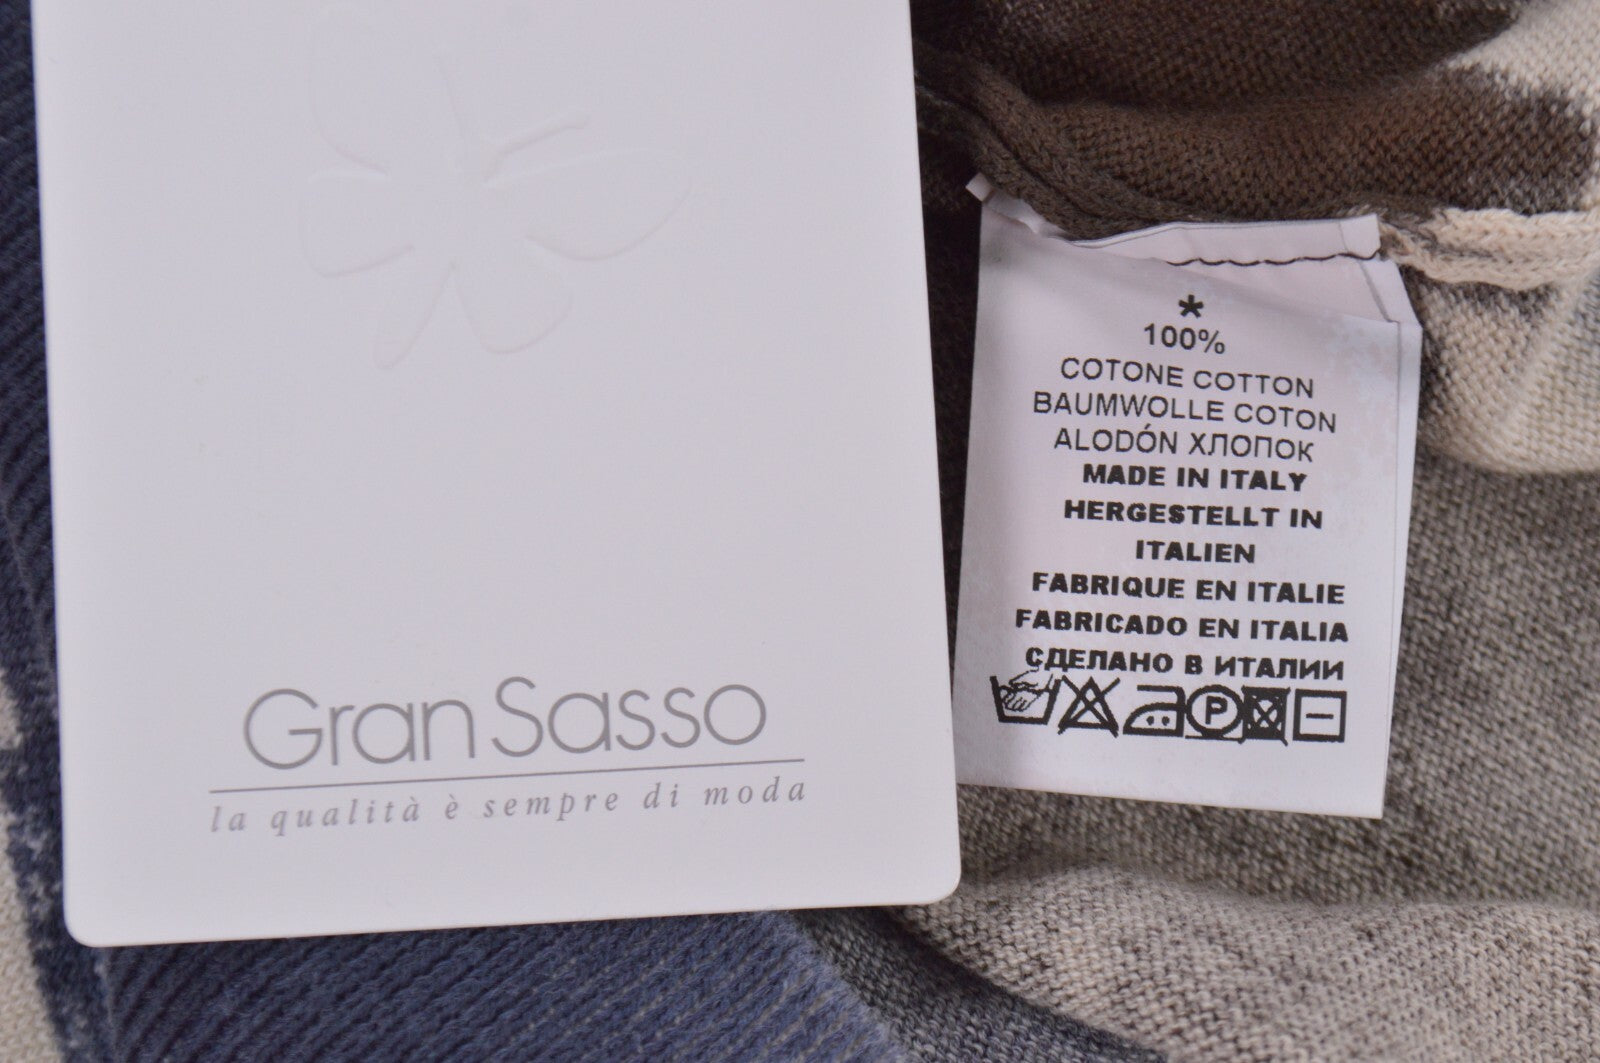 Gran Sasso
la qualità è sempre di moda
*
100%
COTONE COTTON
BAUMWOLLE COTON
ALODÓN ХЛОПОК
MADE IN ITALY
HERGESTELLT IN
ITALIEN
FABRIQUE EN ITALIE
FABRICADO EN ITALIA
СДЕЛАНО В ИТАЛИИ
P